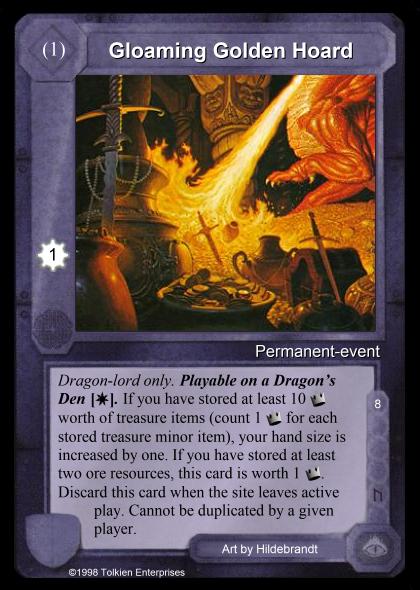 (1)
Gloaming Golden Hoard
1
Permanent-event
Dragon-lord only. Playable on a Dragon's
Den [✷]. If you have stored at least 10
worth of treasure items (count 1 for each
stored treasure minor item), your hand size is
increased by one. If you have stored at least
two ore resources, this card is worth 1 .
Discard this card when the site leaves active
play. Cannot be duplicated by a given
player.
8
Art by Hildebrandt
©1998 Tolkien Enterprises